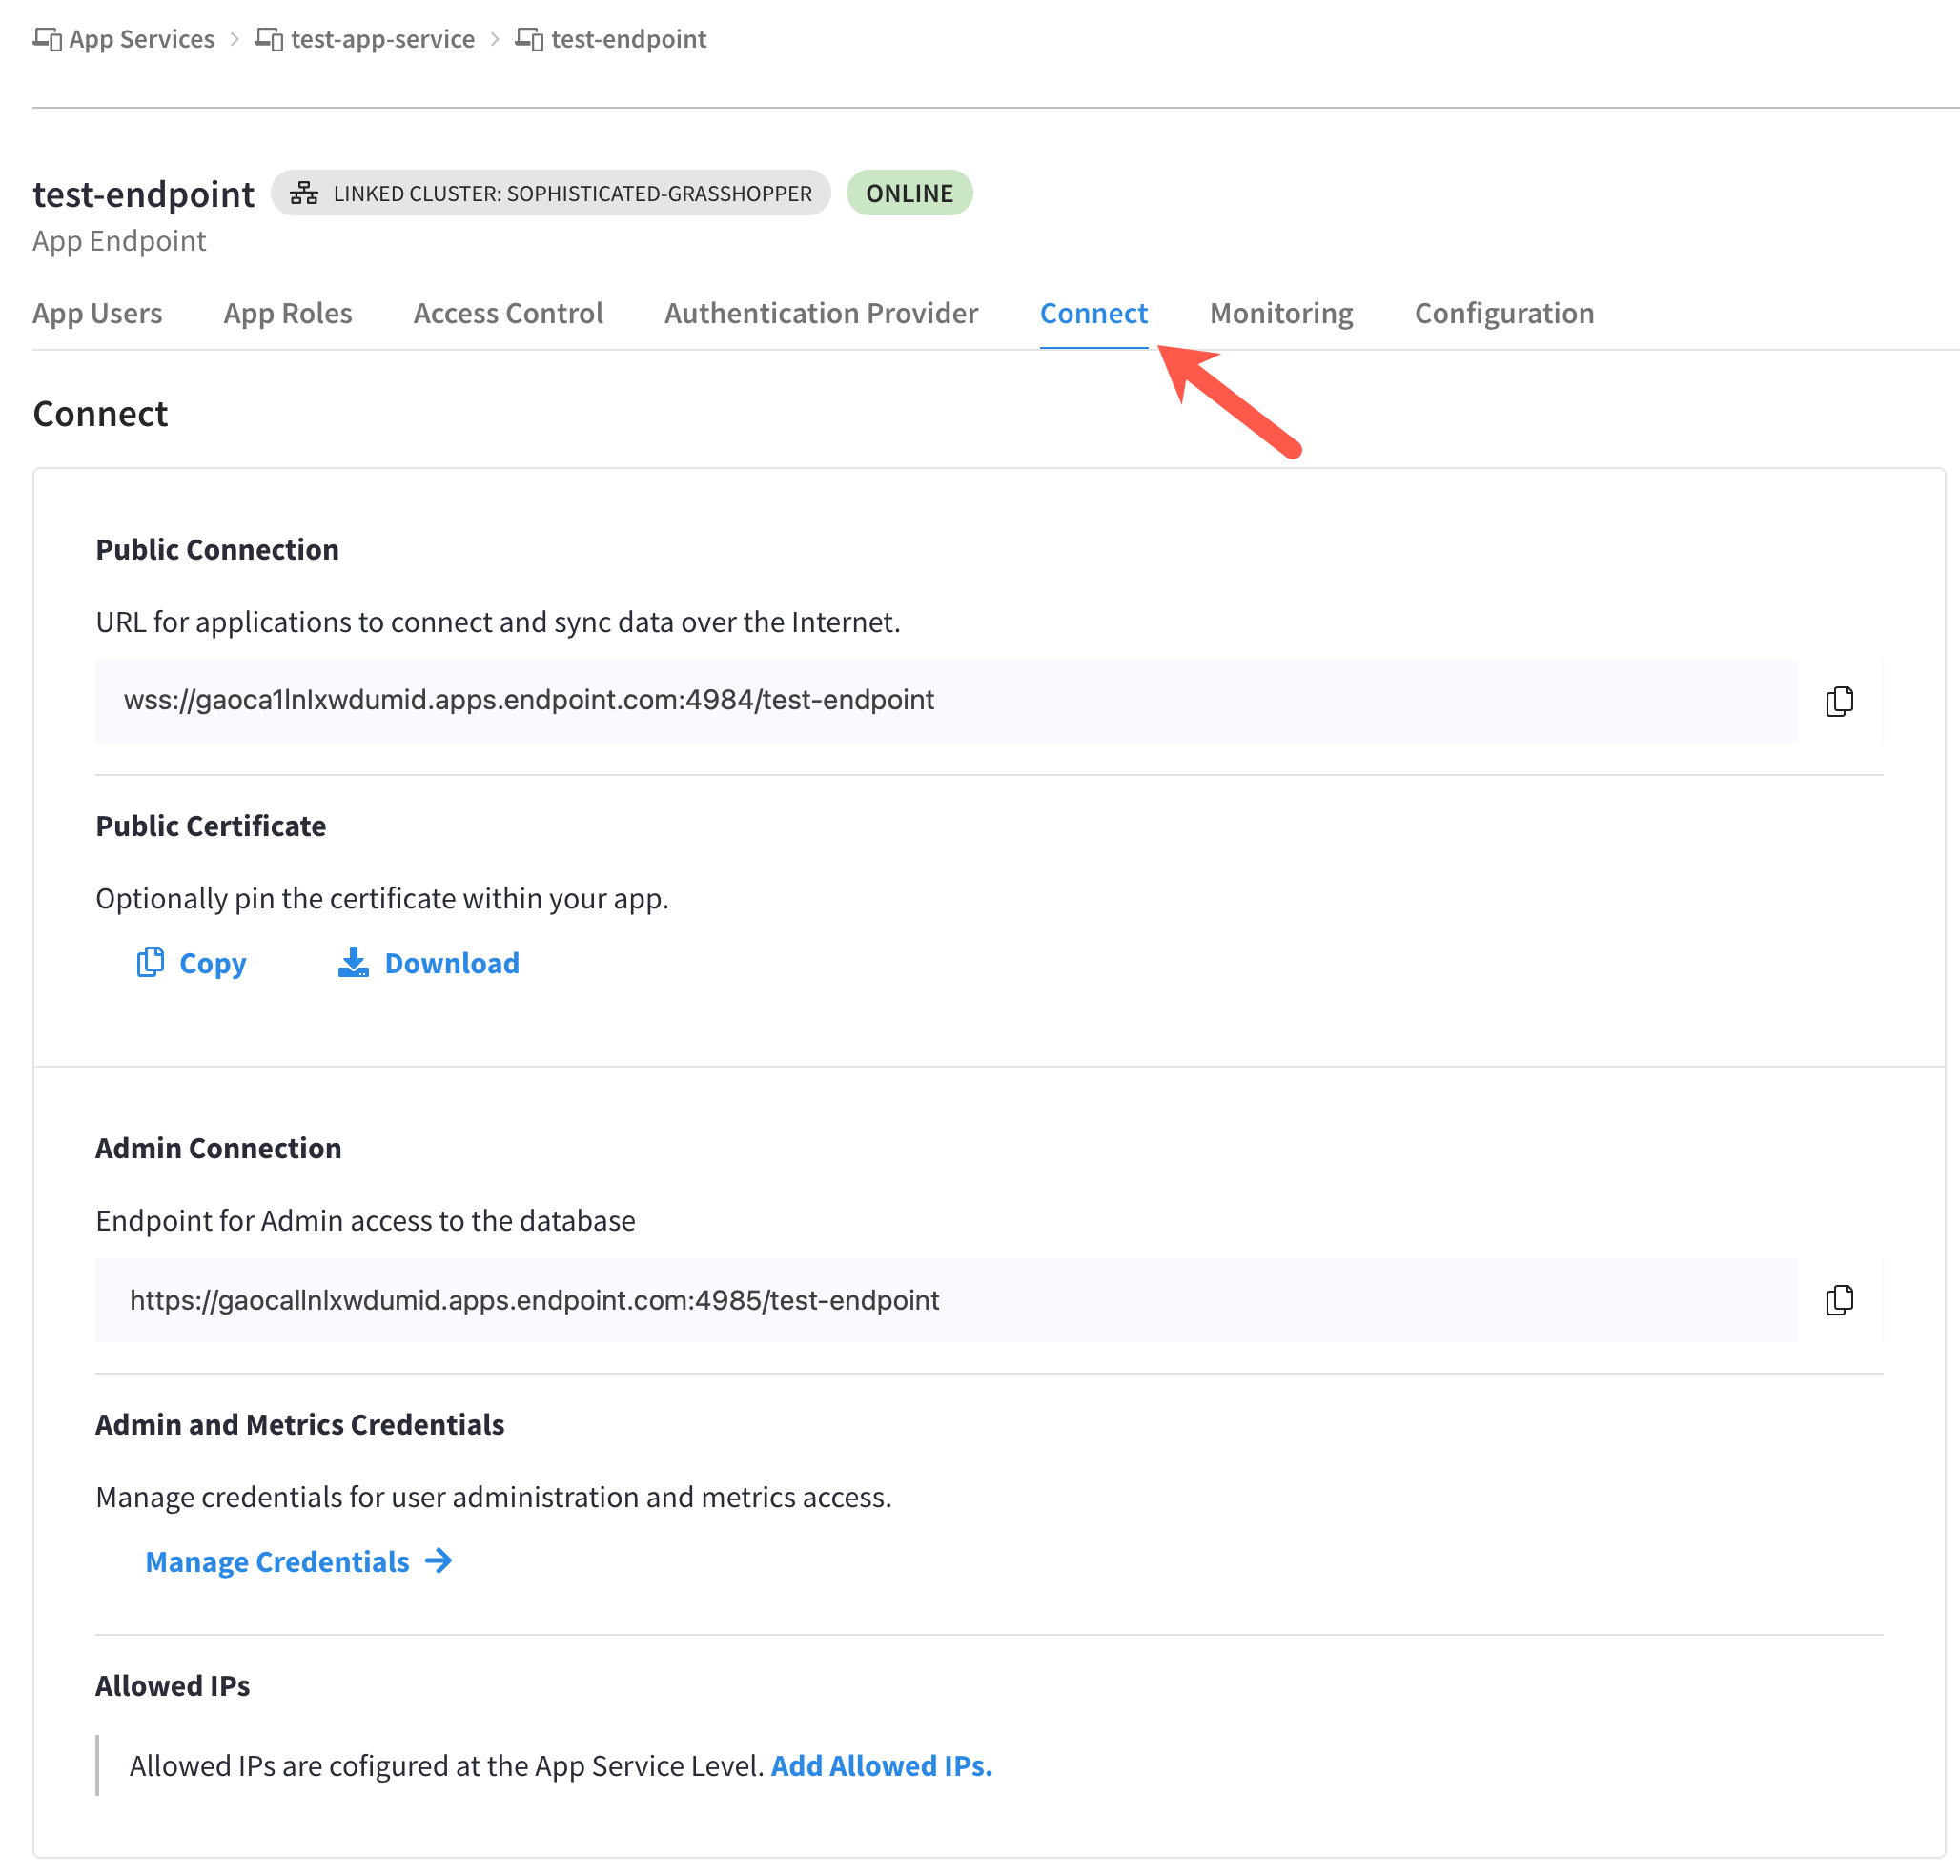 App Services > test-app-service > test-endpoint
test-endpoint LINKED CLUSTER: SOPHISTICATED-GRASSHOPPER ONLINE
App Endpoint
App Users App Roles Access Control Authentication Provider Connect Monitoring Configuration
Connect
Public Connection
URL for applications to connect and sync data over the Internet.
wss://gaoca1lnlxwdumid.apps.endpoint.com:4984/test-endpoint
Public Certificate
Optionally pin the certificate within your app.
Copy Download
Admin Connection
Endpoint for Admin access to the database
https://gaocallnlxwdumid.apps.endpoint.com:4985/test-endpoint
Admin and Metrics Credentials
Manage credentials for user administration and metrics access.
Manage Credentials →
Allowed IPs
Allowed IPs are cofigured at the App Service Level. Add Allowed IPs.